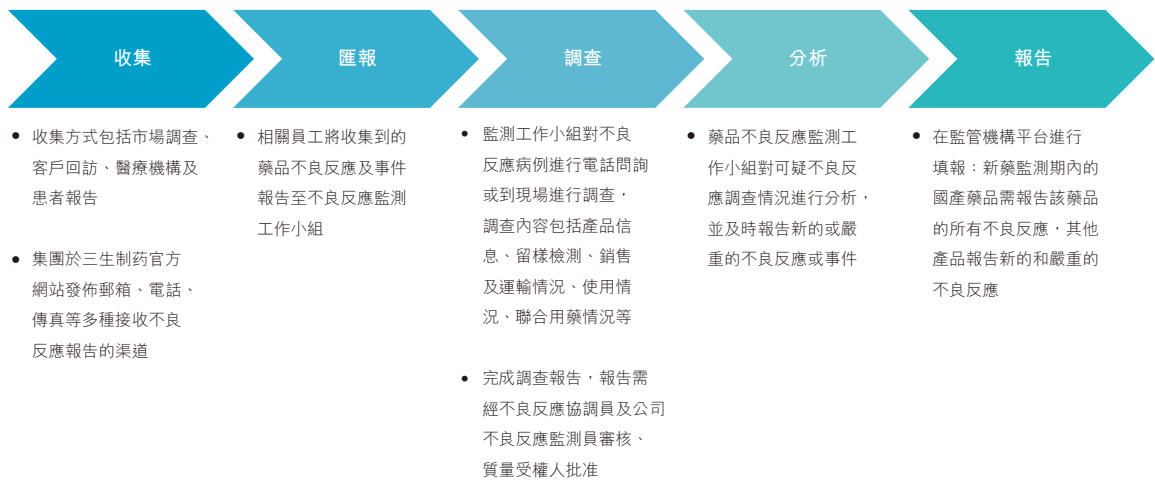 收集
匯報
調查
分析
報告
• 收集方式包括市場調查、
客戶回訪、醫療機構及
患者報告
• 集團於三生制药官方
網站發佈郵箱、電話、
傳真等多種接收不良
反應報告的渠道
• 相關員工將收集到的
藥品不良反應及事件
報告至不良反應監測
工作小組
• 監測工作小組對不良
反應病例進行電話問詢
或到現場進行調查，
調查內容包括產品信
息、留樣檢測、銷售
及運輸情況、使用情
況、聯合用藥情況等
• 完成調查報告，報告需
經不良反應協調員及公司
不良反應監測員審核、
質量受權人批准
• 藥品不良反應監測工
作小組對可疑不良反
應調查情況進行分析，
並及時報告新的或嚴
重的不良反應或事件
• 在監管機構平台進行
填報：新藥監測期內的
國產藥品需報告該藥品
的所有不良反應，其他
產品報告新的和嚴重的
不良反應